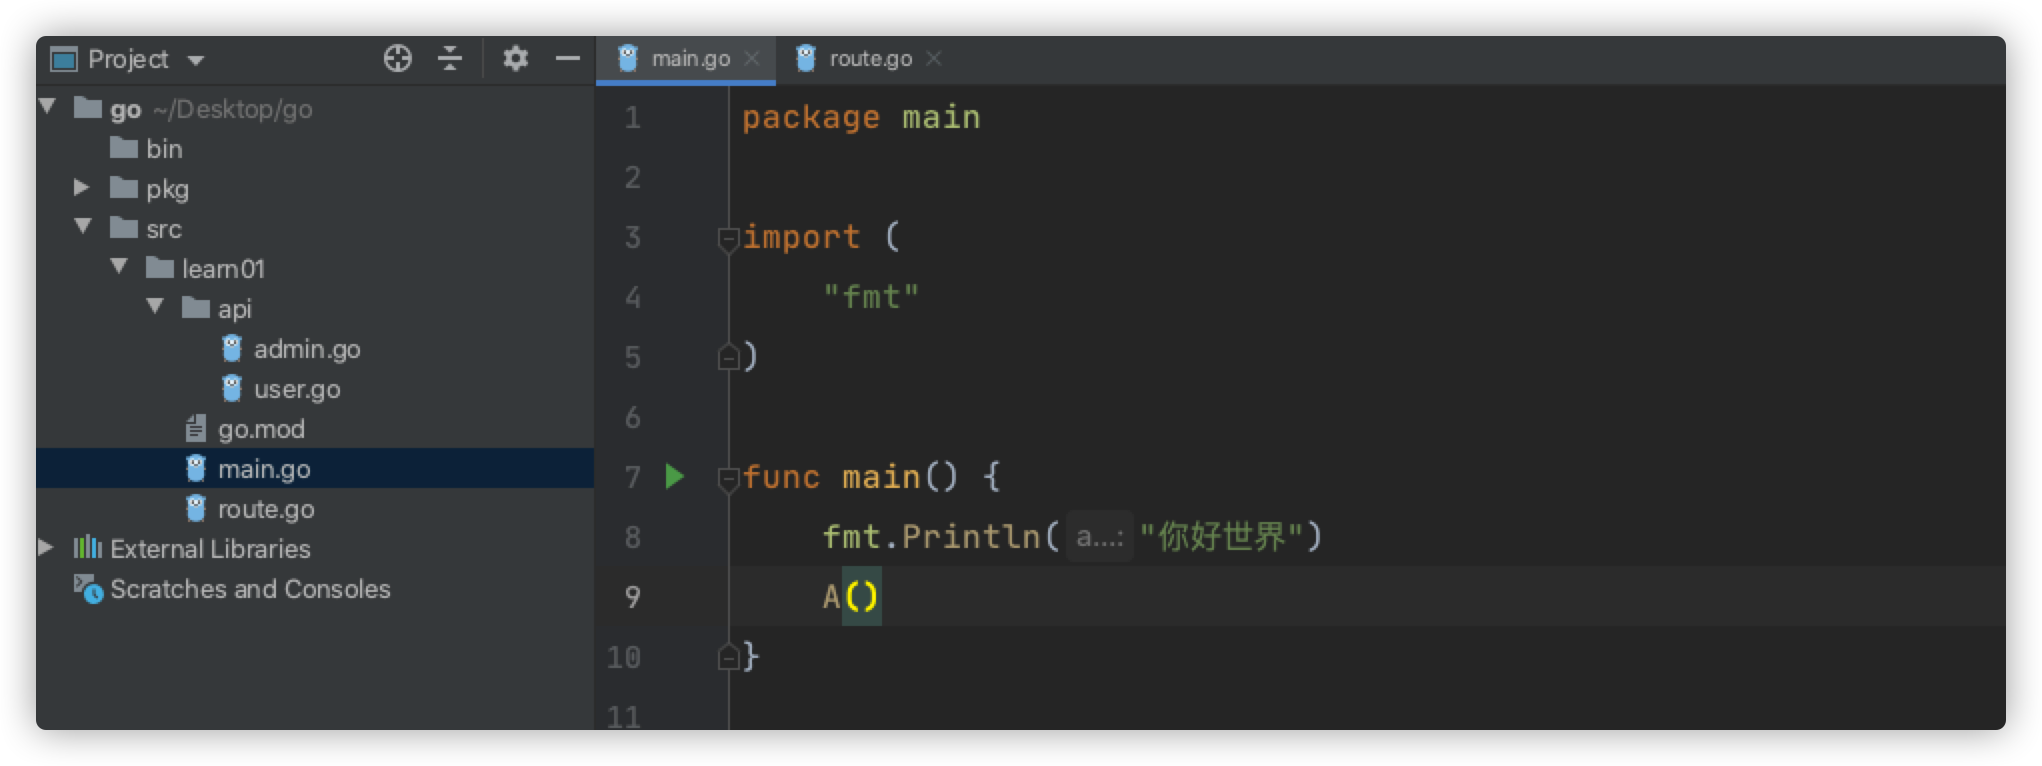 Project
go ~/Desktop/go
bin
pkg
src
learn01
api
admin.go
user.go
go.mod
main.go
route.go
External Libraries
Scratches and Consoles
main.go route.go
1 package main
2
3 import (
4 "fmt"
5 )
6
7 func main() {
8 fmt.Println( a...: "你好世界")
9 A()
10 }
11